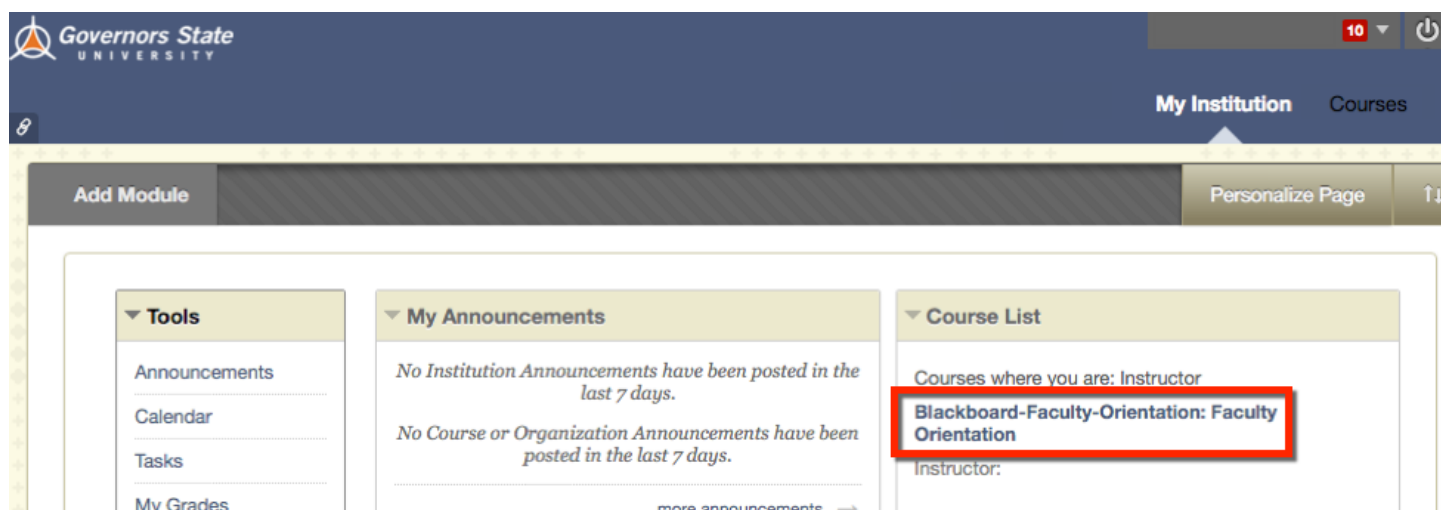 Governors State
UNIVERSITY
10
My Institution
Courses
Add Module
Personalize Page
Tools
Announcements
Calendar
Tasks
My Grades
My Announcements
No Institution Announcements have been posted in the
last 7 days.
No Course or Organization Announcements have been
posted in the last 7 days.
more announcements →
Course List
Courses where you are: Instructor
Blackboard-Faculty-Orientation: Faculty
Orientation
Instructor: